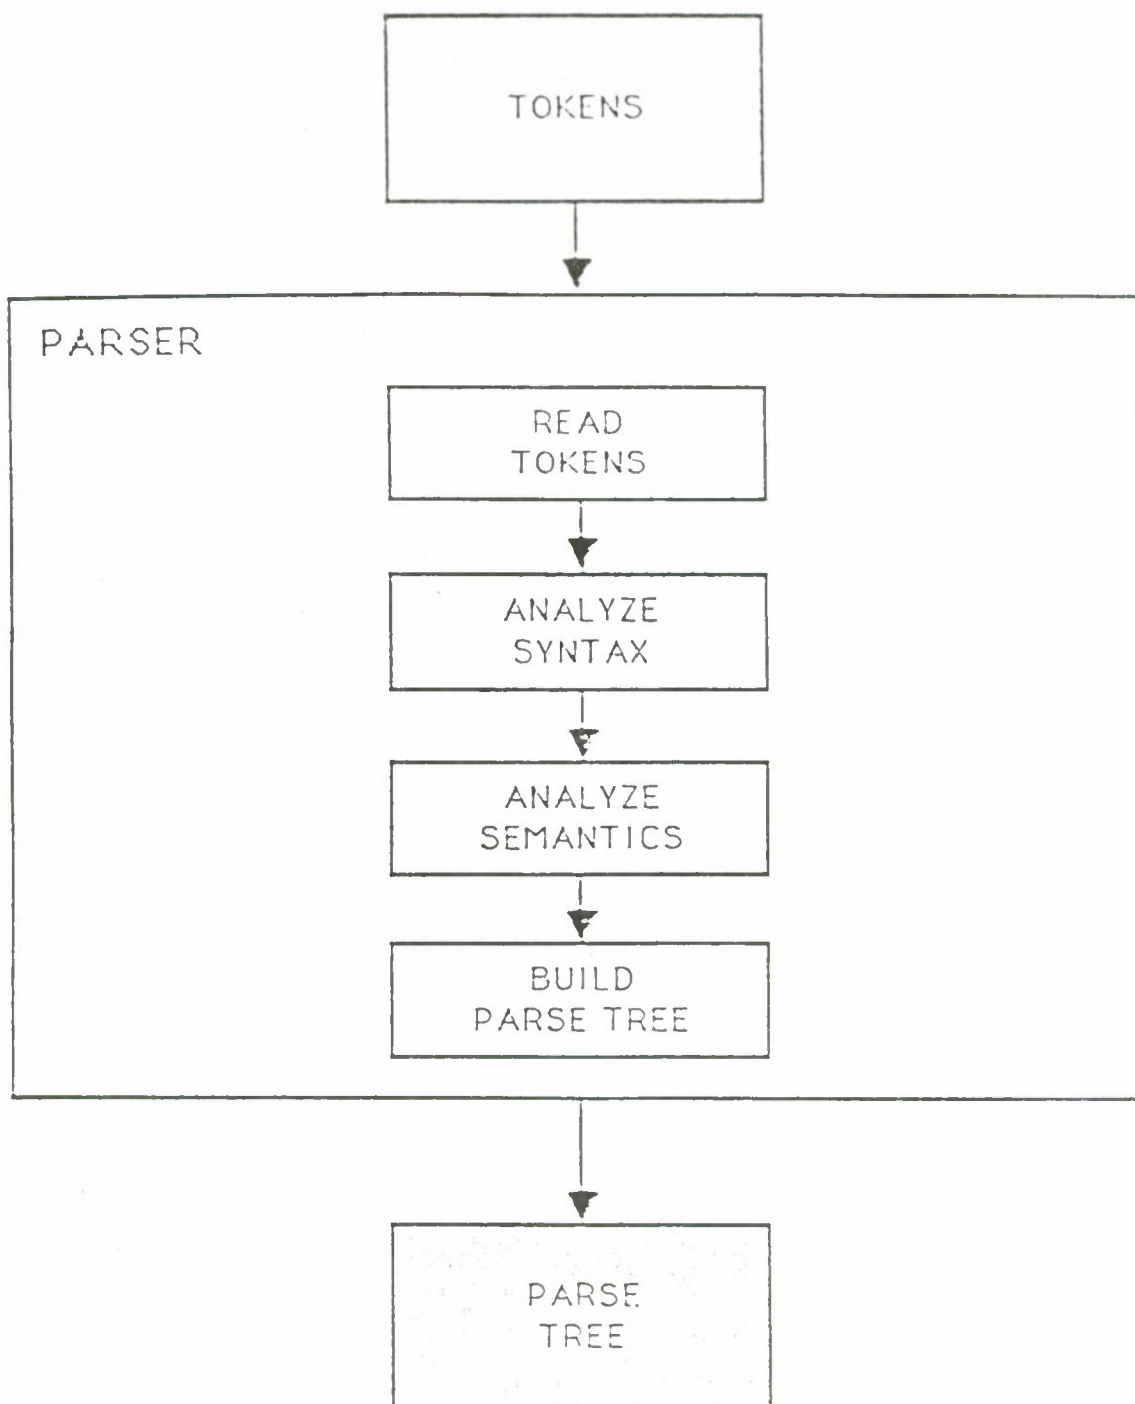 TOKENS
PARSER
READ
TOKENS
ANALYZE
SYNTAX
ANALYZE
SEMANTICS
BUILD
PARSE TREE
PARSE
TREE